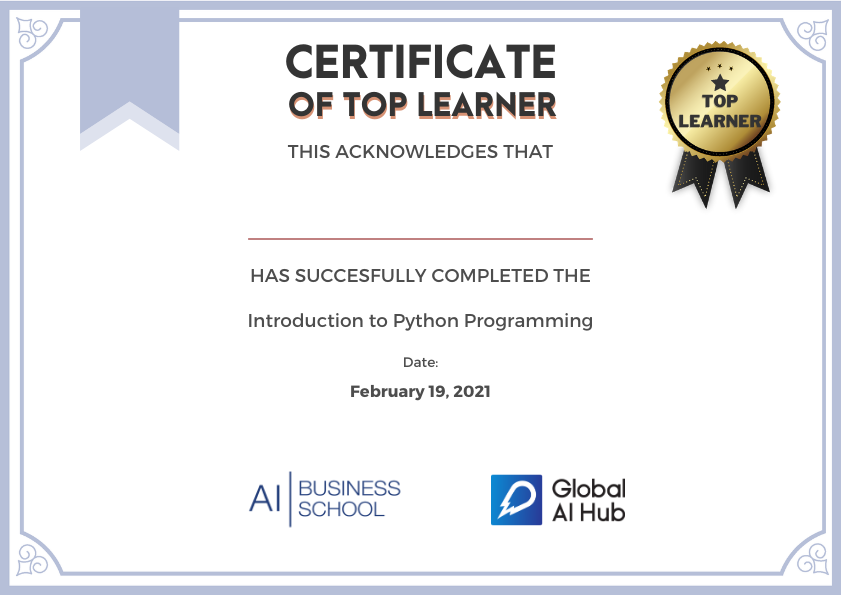 CERTIFICATE
OF TOP LEARNER
TOP
LEARNER
THIS ACKNOWLEDGES THAT
HAS SUCCESFULLY COMPLETED THE
Introduction to Python Programming
Date:
February 19, 2021
AI BUSINESS
SCHOOL
Global
AI Hub